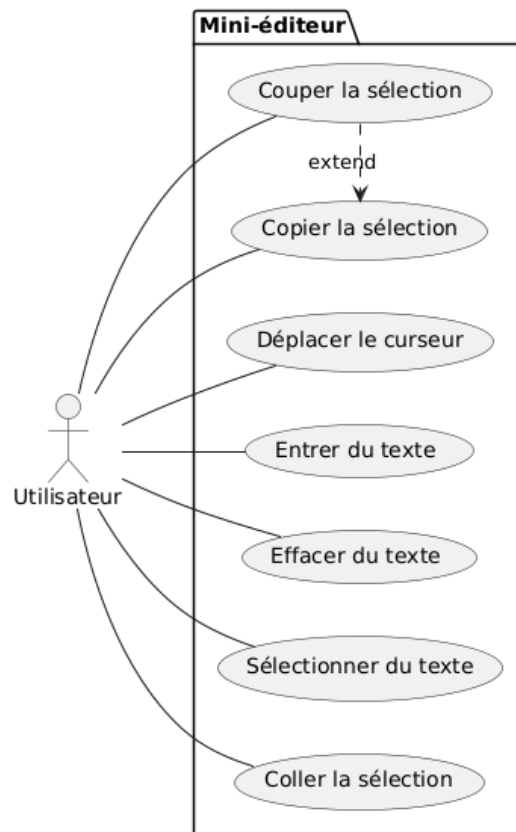 Mini-éditeur
Couper la sélection
extend
Copier la sélection
Déplacer le curseur
Entrer du texte
Utilisateur
Effacer du texte
Sélectionner du texte
Coller la sélection